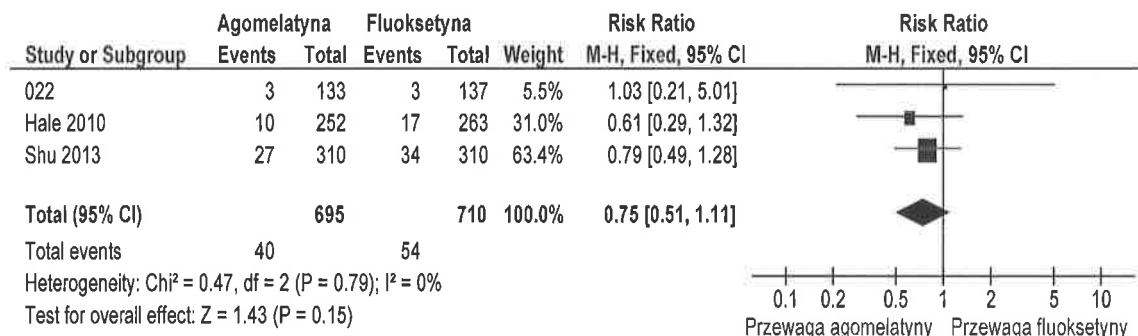 Agomelatyna Fluoksetyna Risk Ratio Risk Ratio
Study or Subgroup Events Total Events Total Weight M-H, Fixed, 95% CI M-H, Fixed, 95% CI
022 3 133 3 137 5.5% 1.03 [0.21, 5.01]
Hale 2010 10 252 17 263 31.0% 0.61 [0.29, 1.32]
Shu 2013 27 310 34 310 63.4% 0.79 [0.49, 1.28]
Total (95% CI) 695 710 100.0% 0.75 [0.51, 1.11]
Total events 40 54
Heterogeneity: Chi² = 0.47, df = 2 (P = 0.79); I² = 0%
Test for overall effect: Z = 1.43 (P = 0.15)
0.1 0.2 0.5 1 2 5 10
Przewaga agomelatyny Przewaga fluoksetyny